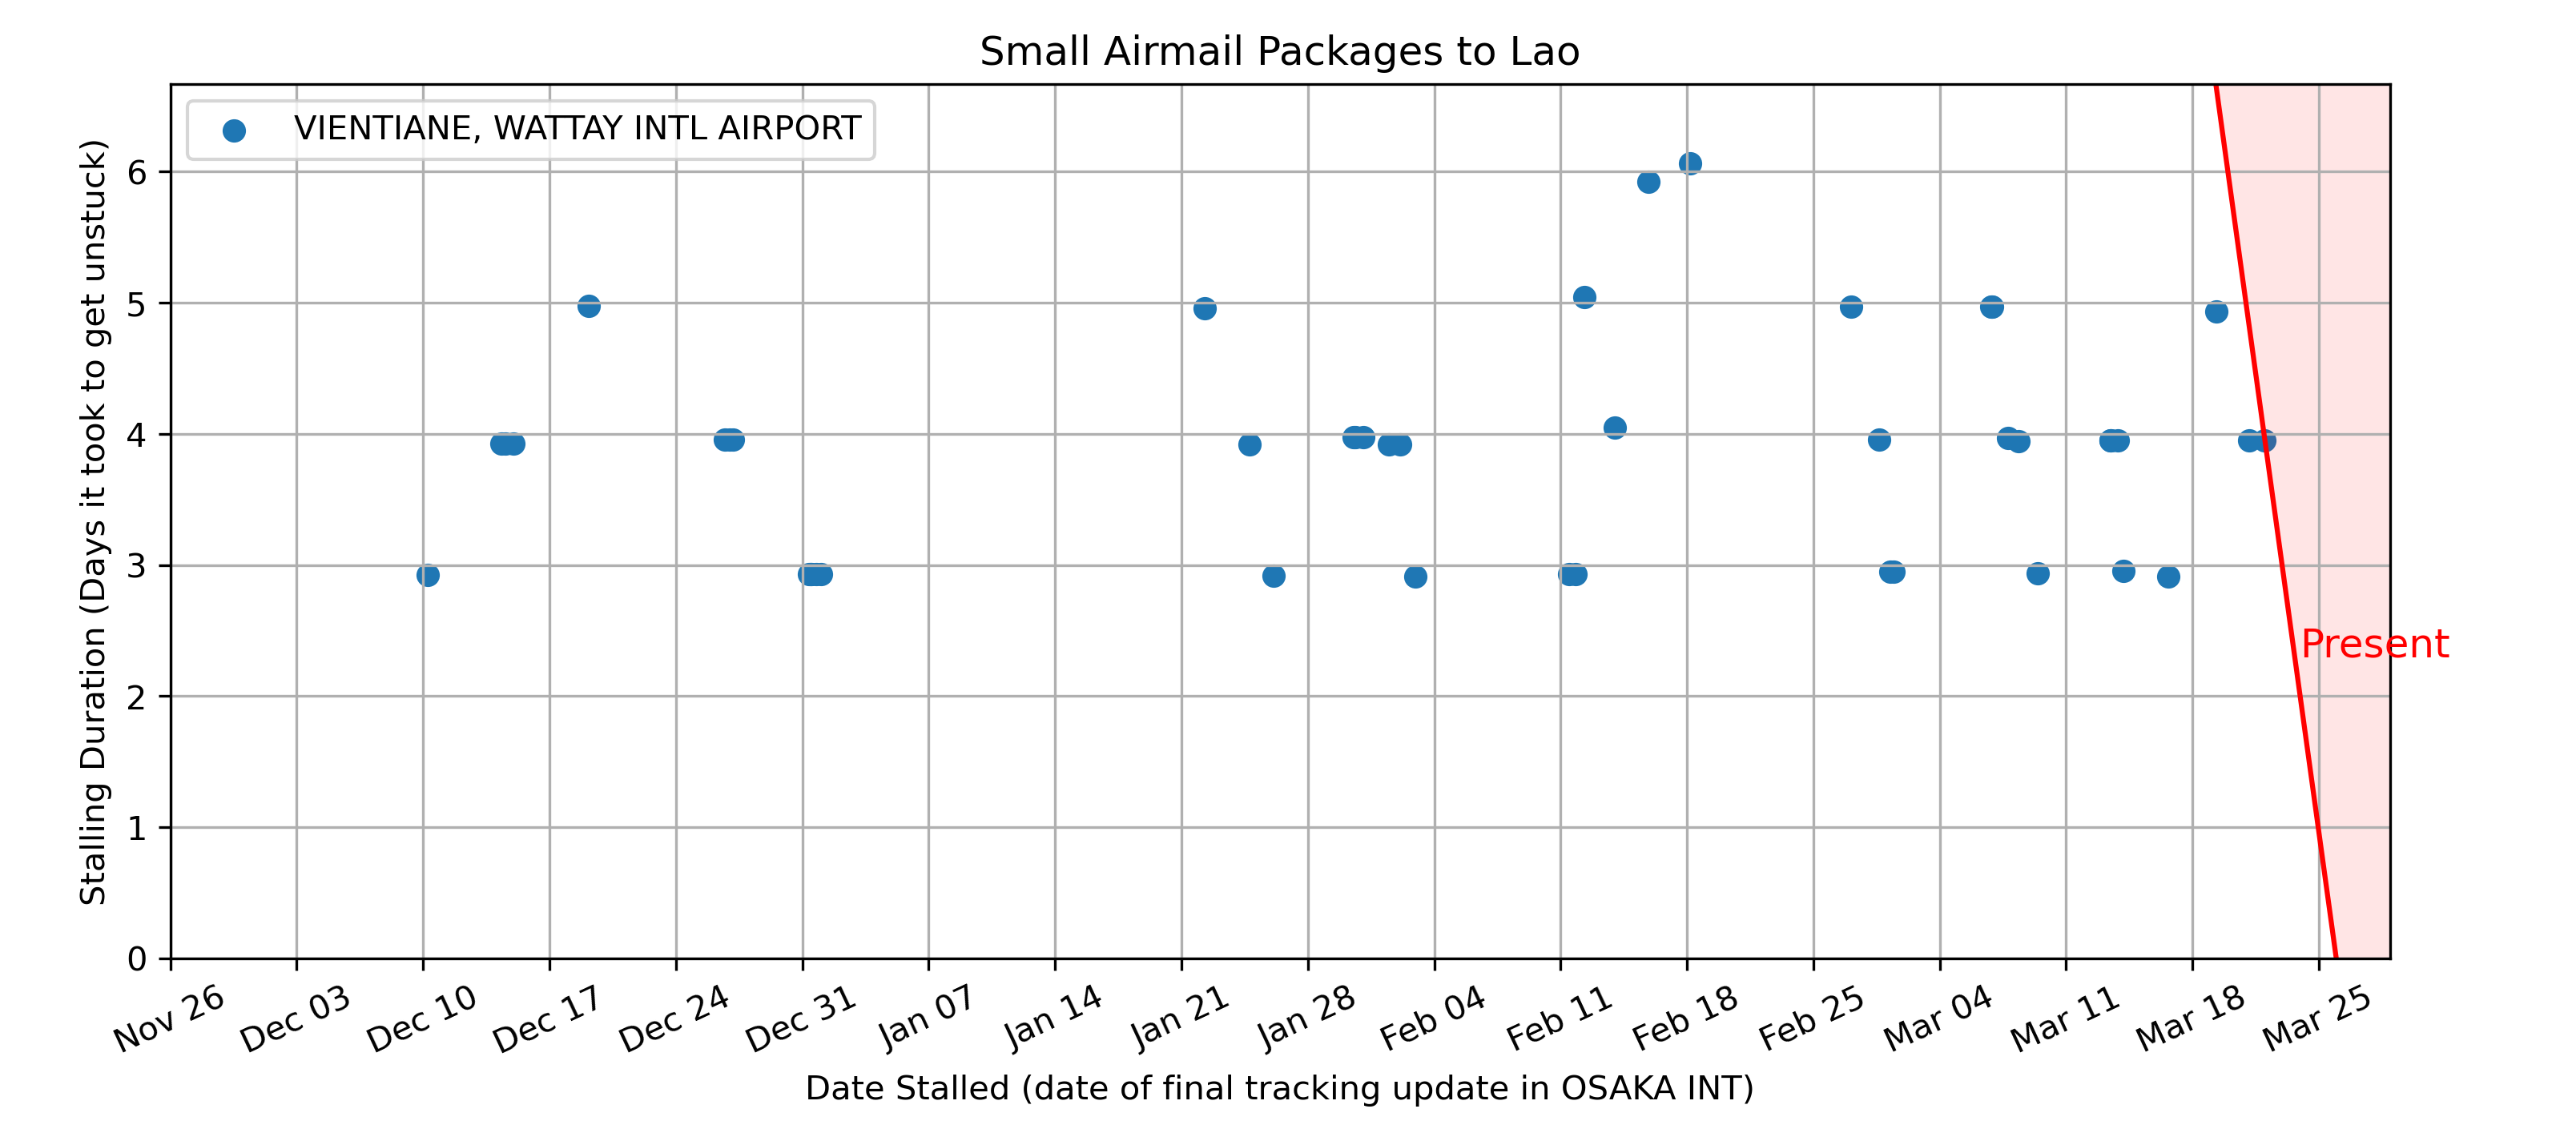 Small Airmail Packages to Lao
VIENTIANE, WATTAY INTL AIRPORT
Stalling Duration (Days it took to get unstuck)
6
5
4
3
2
1
0
Present
Nov 26
Dec 03
Dec 10
Dec 17
Dec 24
Dec 31
Jan 07
Jan 14
Jan 21
Jan 28
Feb 04
Feb 11
Feb 18
Feb 25
Mar 04
Mar 11
Mar 18
Mar 25
Date Stalled (date of final tracking update in OSAKA INT)